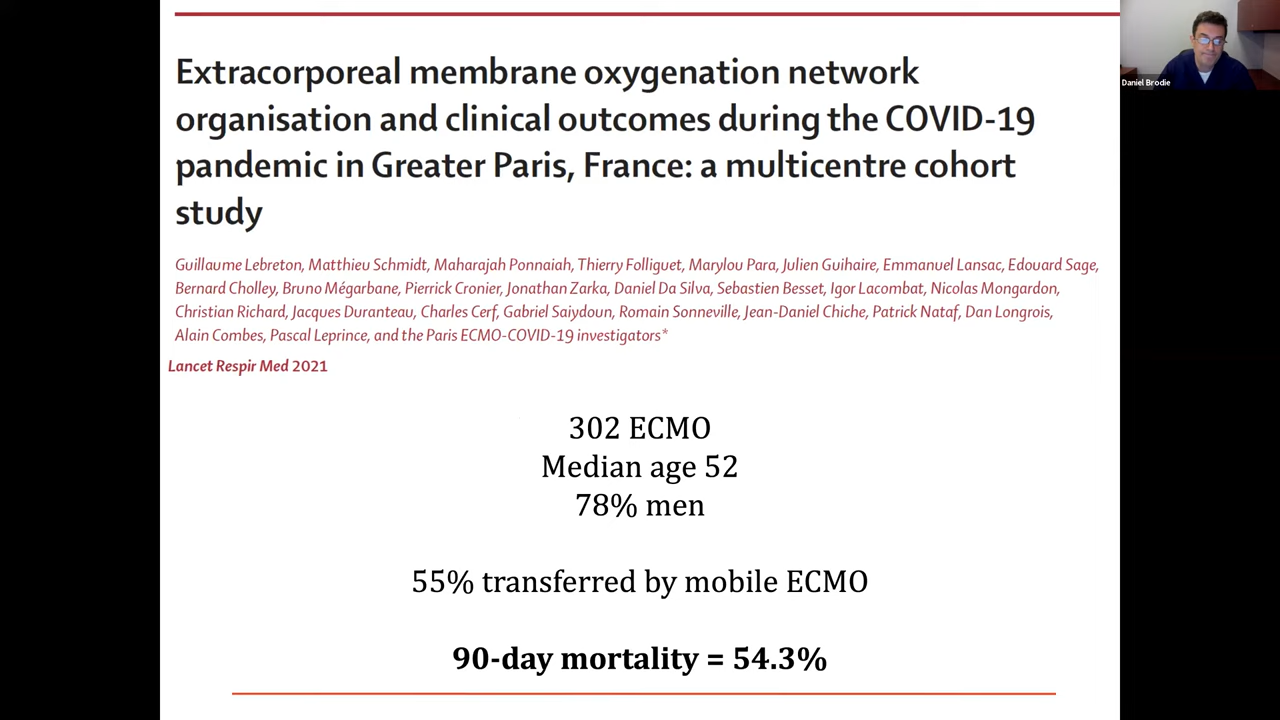 Extracorporeal membrane oxygenation network
organisation and clinical outcomes during the COVID-19
pandemic in Greater Paris, France: a multicentre cohort
study
Guillaume Lebreton, Matthieu Schmidt, Maharajah Ponnaiah, Thierry Folliguet, Marylou Para, Julien Guihaire, Emmanuel Lansac, Edouard Sage,
Bernard Cholley, Bruno Mégarbane, Pierrick Cronier, Jonathan Zarka, Daniel Da Silva, Sebastien Besset, Igor Lacombat, Nicolas Mongardon,
Christian Richard, Jacques Duranteau, Charles Cerf, Gabriel Saiydoun, Romain Sonneville, Jean-Daniel Chiche, Patrick Nataf, Dan Longrois,
Alain Combes, Pascal Leprince, and the Paris ECMO-COVID-19 investigators*
Lancet Respir Med 2021
302 ECMO
Median age 52
78% men
55% transferred by mobile ECMO
90-day mortality = 54.3%
Daniel Brodie